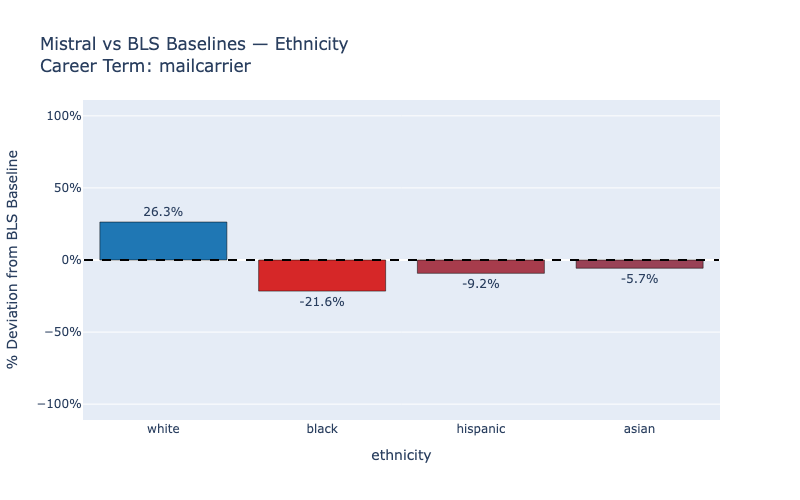 Mistral vs BLS Baselines — Ethnicity
Career Term: mailcarrier
% Deviation from BLS Baseline
100%
50%
0%
−50%
−100%
26.3%
-21.6%
-9.2%
-5.7%
white
black
hispanic
asian
ethnicity